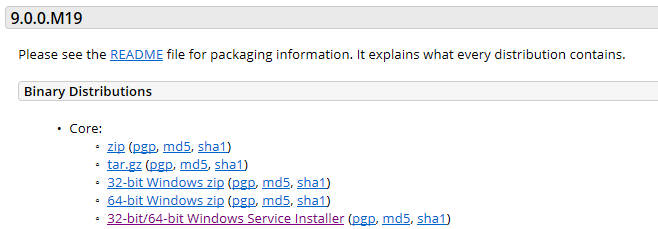 9.0.0.M19
Please see the README file for packaging information. It explains what every distribution contains.
Binary Distributions
• Core:
◦ zip (pgp, md5, sha1)
◦ tar.gz (pgp, md5, sha1)
◦ 32-bit Windows zip (pgp, md5, sha1)
◦ 64-bit Windows zip (pgp, md5, sha1)
◦ 32-bit/64-bit Windows Service Installer (pgp, md5, sha1)